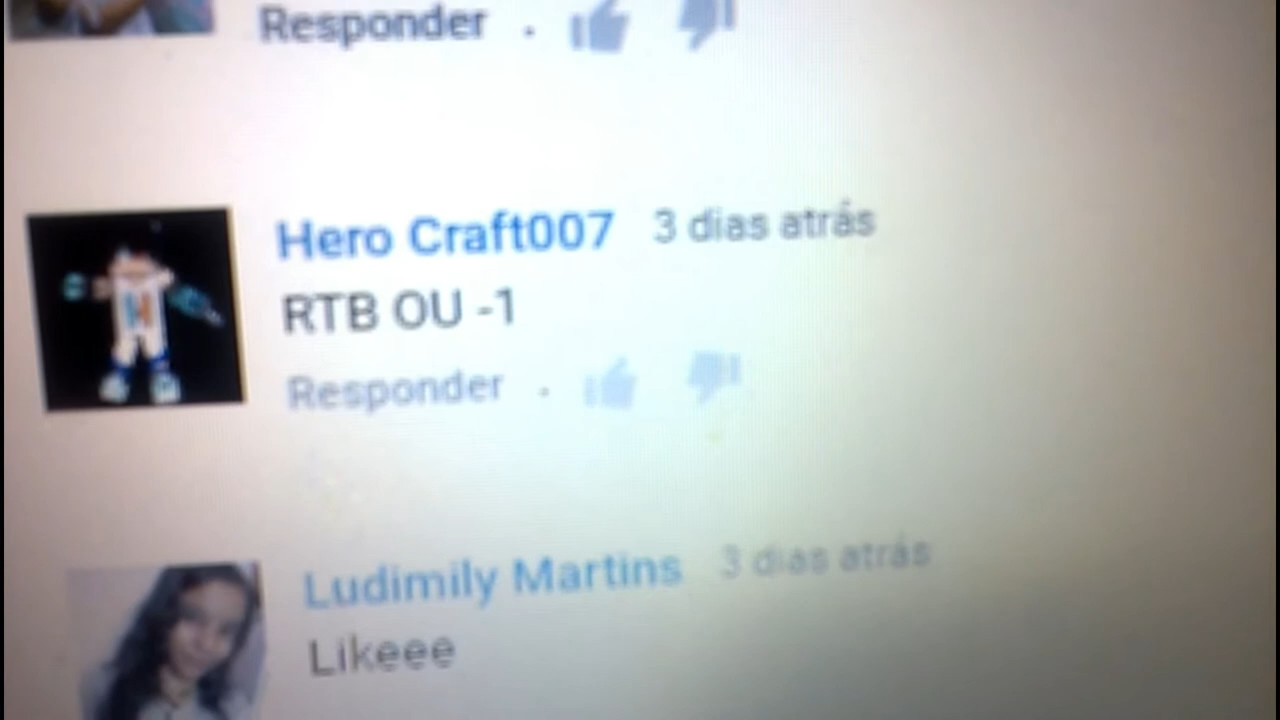 Responder ·
Hero Craft007 3 dias atrás
RTB OU -1
Responder ·
Ludimily Martins 3 dias atrás
Likeee